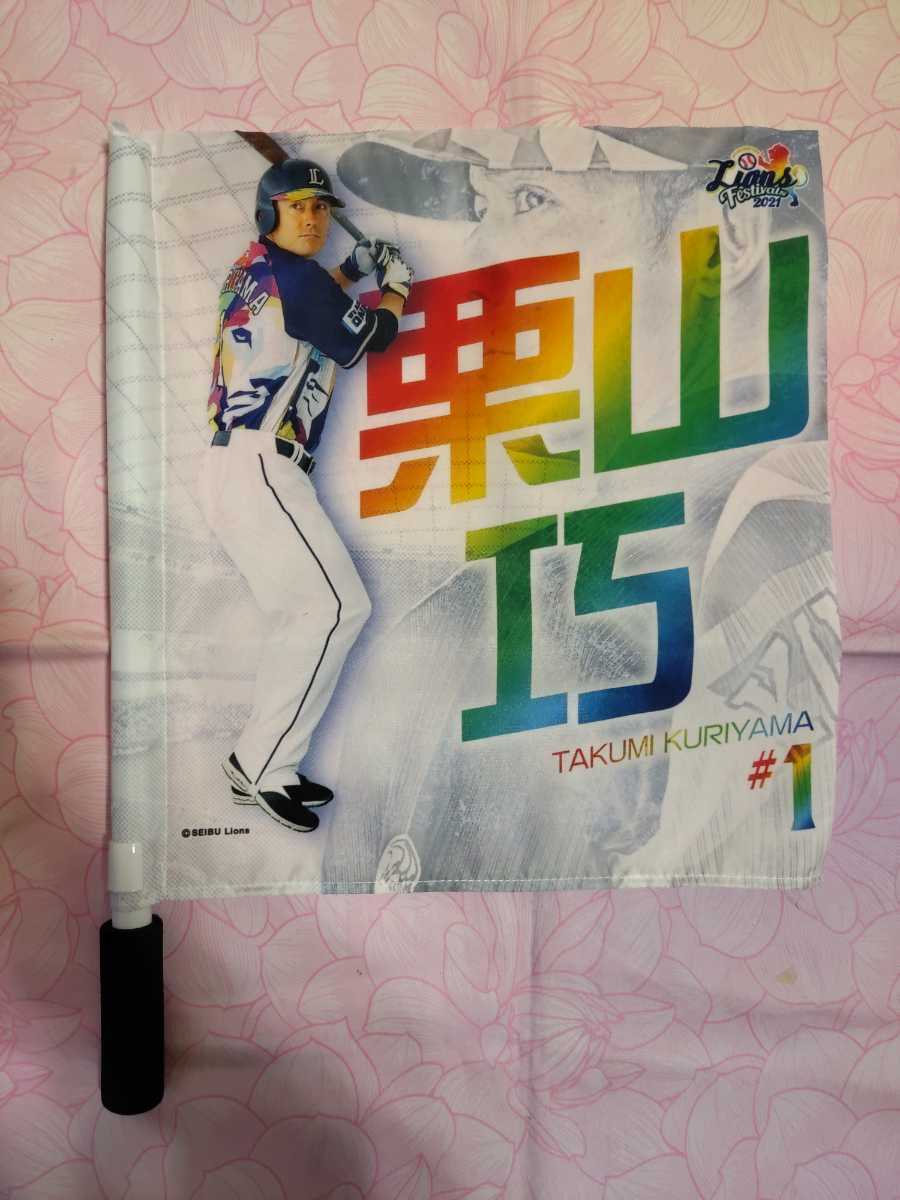 Lions
Festivals
2021
L
栗山
巧
TAKUMI KURIYAMA
#1
©SEIBU Lions